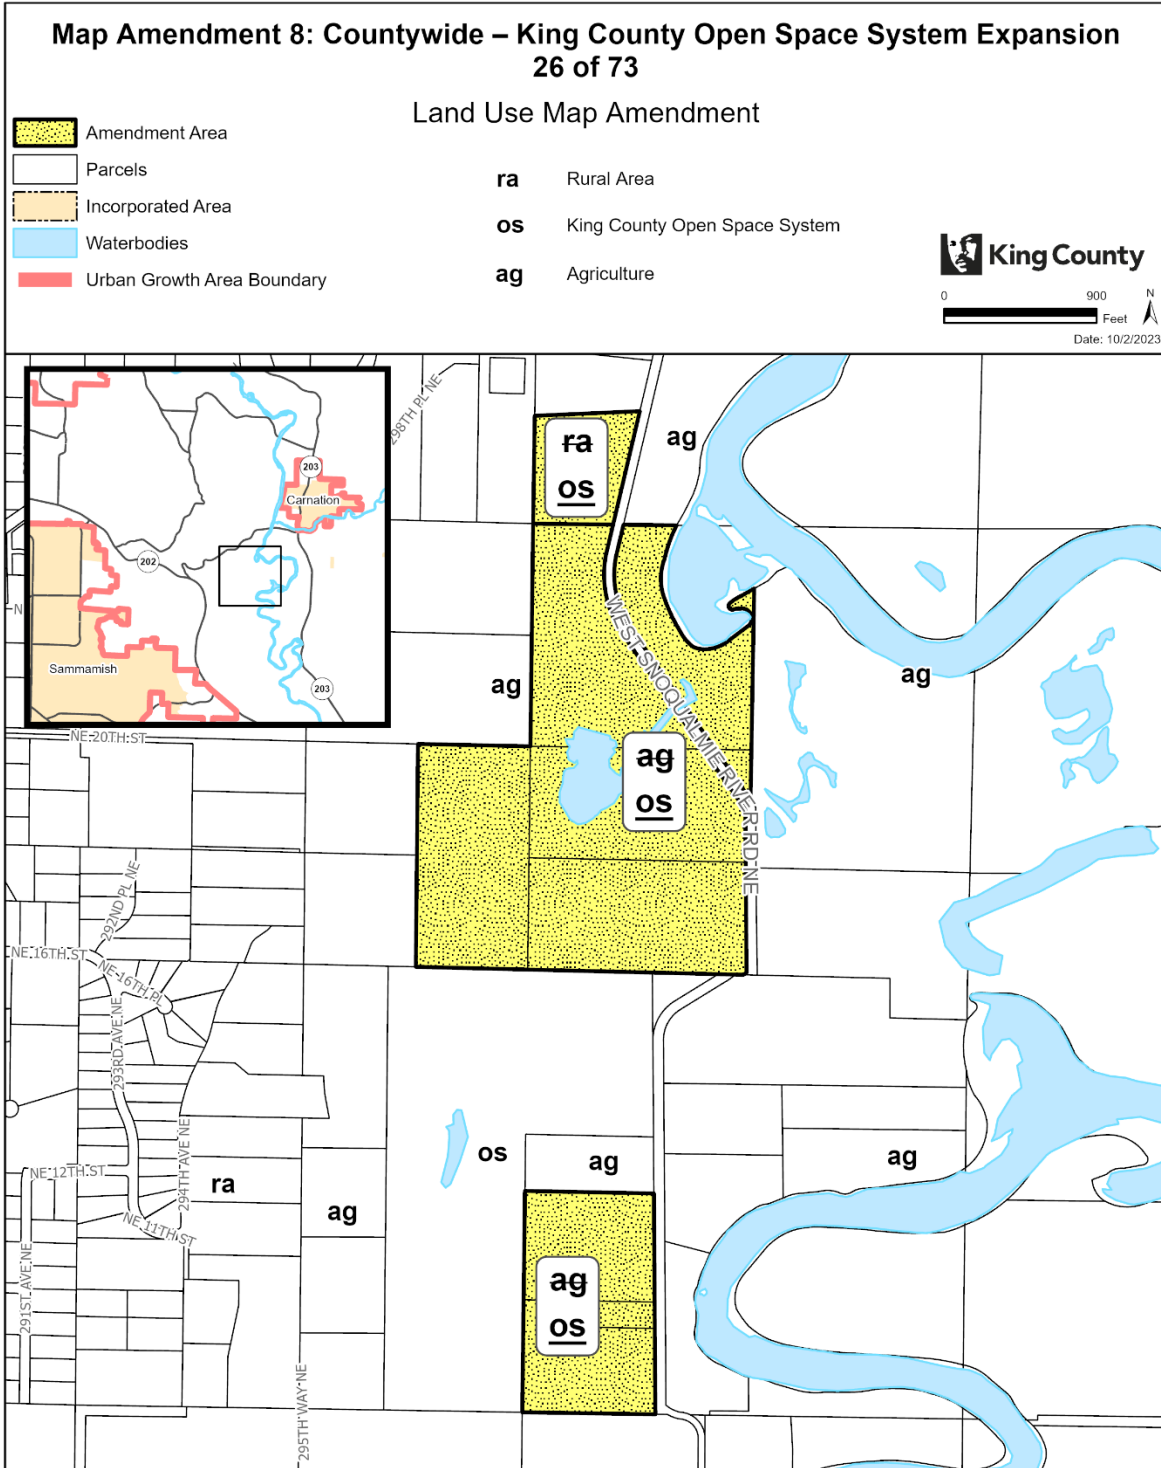 Map Amendment 8: Countywide – King County Open Space System Expansion
26 of 73
Land Use Map Amendment
Amendment Area
Parcels
Incorporated Area
Waterbodies
Urban Growth Area Boundary
ra Rural Area
os King County Open Space System
ag Agriculture
King County
0 900
Feet
N
Date: 10/2/2023
298TH PL NE
ra
os
ag
203
Carnation
202
Sammamish
203
N
WEST SNOQUALMIE RIVER RD NE
ag
ag
NE 20TH ST
ag
os
292ND PL NE
NE 16TH ST
NE 16TH PL
293RD AVE NE
os
ag
ag
NE 12TH ST
294TH AVE NE
ra
ag
NE 11TH ST
291ST AVE NE
ag
os
295TH WAY NE